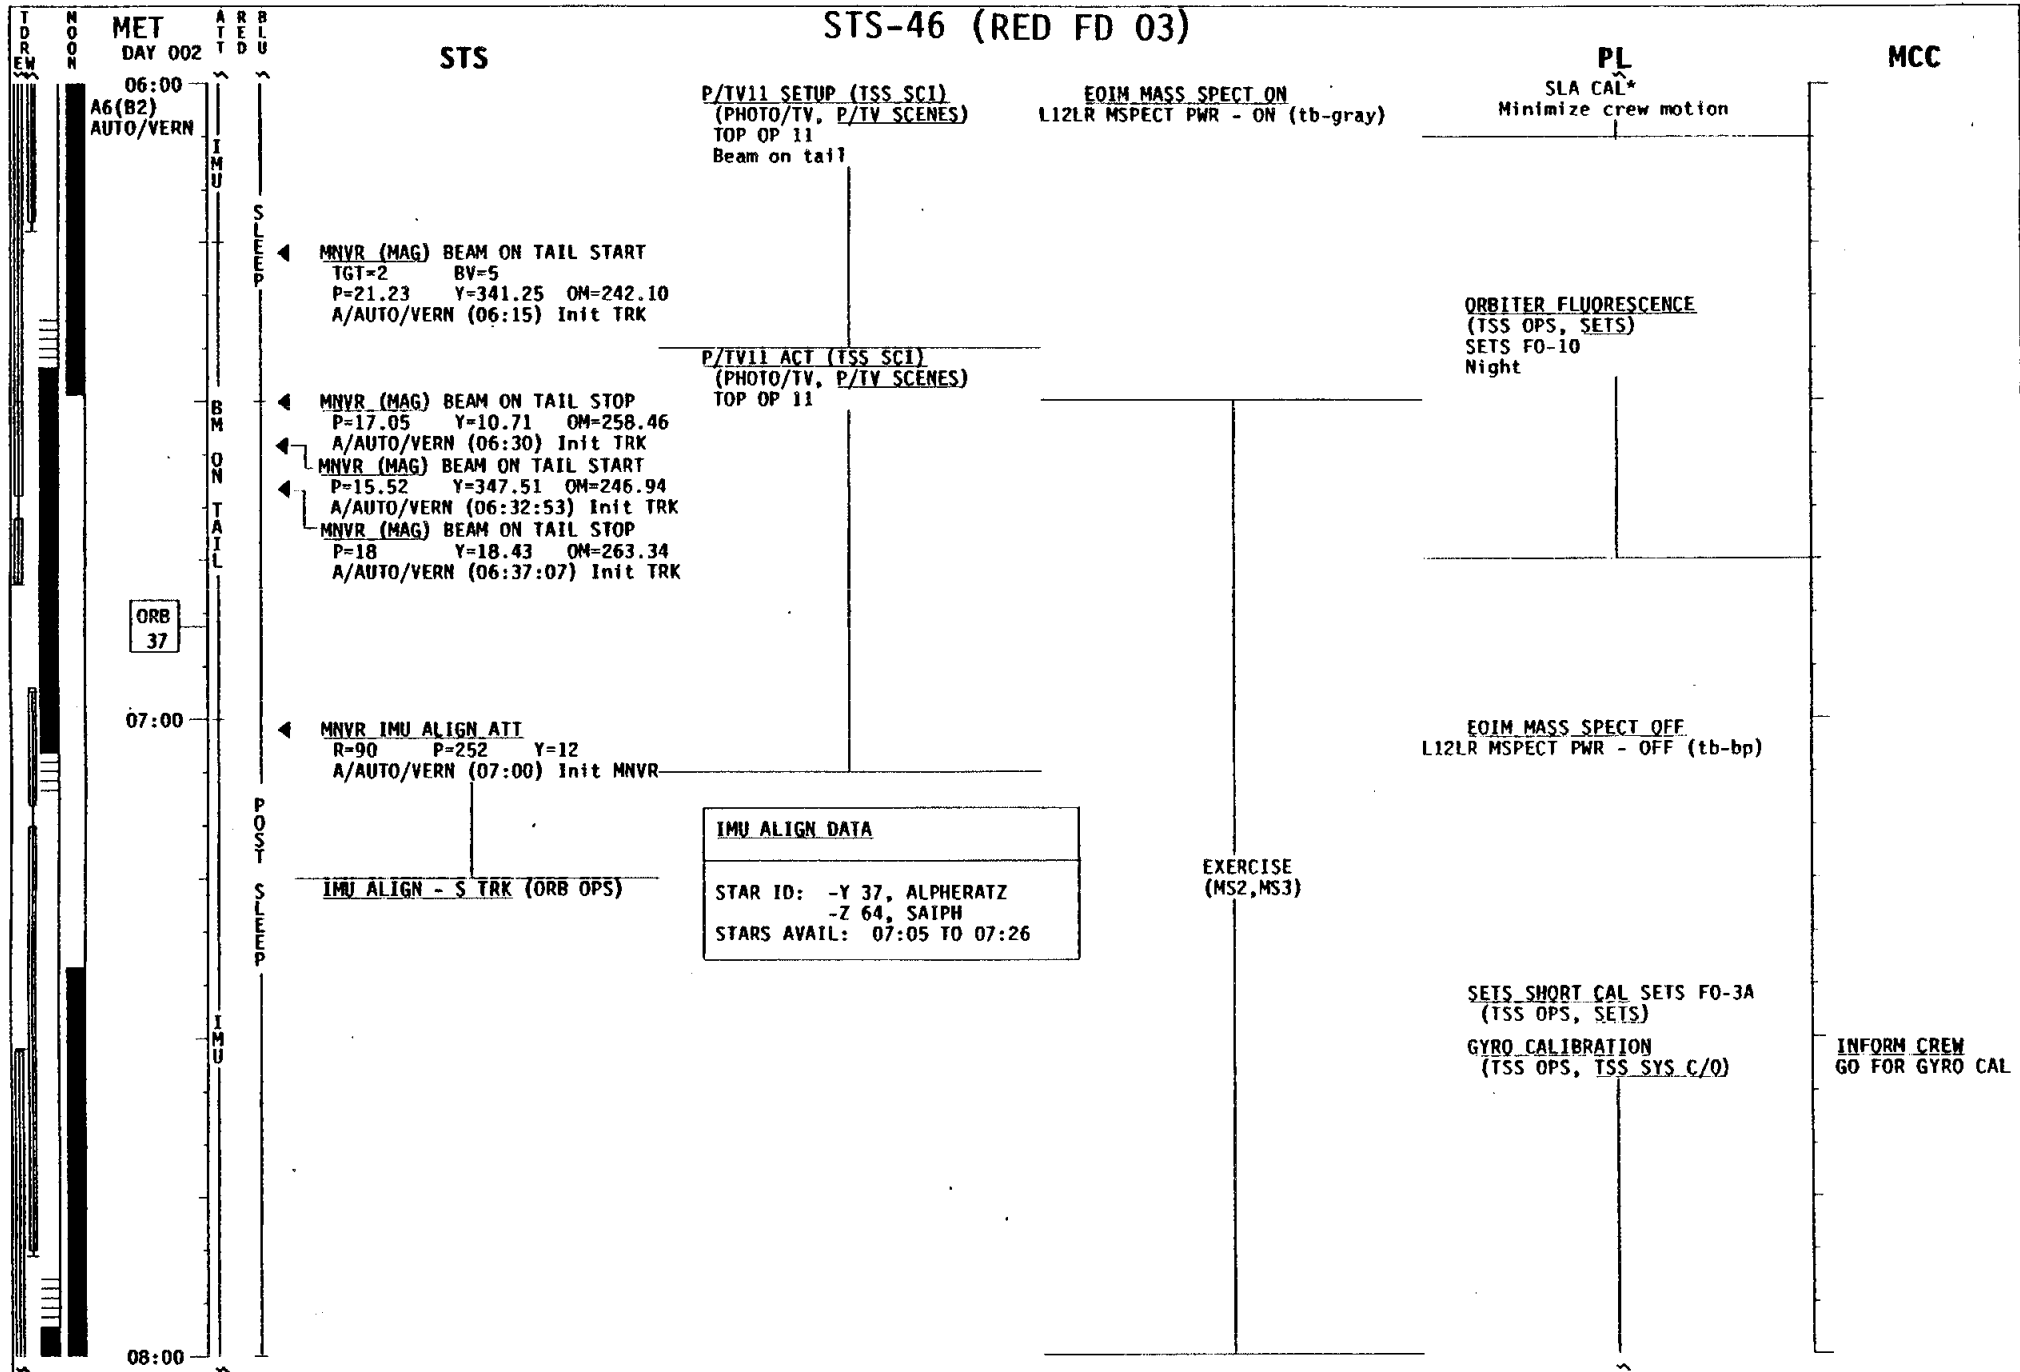 STS-46 (RED FD 03)
TDRE W
NOON
MET
DAY 002
ATT
RED
BLU
STS
PL
MCC
06:00
A6(B2)
AUTO/VERN
IMU
SLEEP
P/TV11 SETUP (TSS SCI)
(PHOTO/TV, P/TV SCENES)
TOP OP 11
Beam on tail
EOIM MASS SPECT ON
L12LR MSPECT PWR - ON (tb-gray)
SLA CAL*
Minimize crew motion
MNVR (MAG) BEAM ON TAIL START
TGT=2 BV=5
P=21.23 Y=341.25 OM=242.10
A/AUTO/VERN (06:15) Init TRK
ORBITER FLUORESCENCE
(TSS OPS, SETS)
SETS FO-10
Night
P/TV11 ACT (TSS SCI)
(PHOTO/TV, P/TV SCENES)
TOP OP 11
BM ON TAIL
MNVR (MAG) BEAM ON TAIL STOP
P=17.05 Y=10.71 OM=258.46
A/AUTO/VERN (06:30) Init TRK
MNVR (MAG) BEAM ON TAIL START
P=15.52 Y=347.51 OM=246.94
A/AUTO/VERN (06:32:53) Init TRK
MNVR (MAG) BEAM ON TAIL STOP
P=18 Y=18.43 OM=263.34
A/AUTO/VERN (06:37:07) Init TRK
ORB
37
07:00
MNVR IMU ALIGN ATT
R=90 P=252 Y=12
A/AUTO/VERN (07:00) Init MNVR
EOIM MASS SPECT OFF
L12LR MSPECT PWR - OFF (tb-bp)
POST SLEEP
IMU ALIGN - S TRK (ORB OPS)
IMU ALIGN DATA
STAR ID: -Y 37, ALPHERATZ
-Z 64, SAIPH
STARS AVAIL: 07:05 TO 07:26
EXERCISE
(MS2,MS3)
IMU
SETS SHORT CAL SETS FO-3A
(TSS OPS, SETS)
GYRO CALIBRATION
(TSS OPS, TSS SYS C/O)
INFORM CREW
GO FOR GYRO CAL
08:00